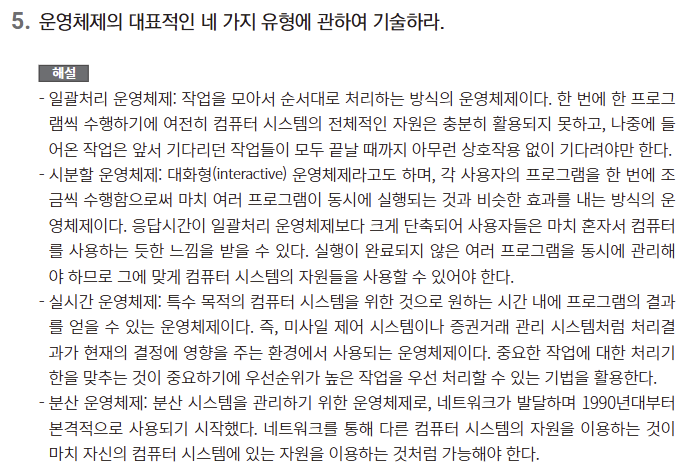 5. 운영체제의 대표적인 네 가지 유형에 관하여 기술하라.
해설
- 일괄처리 운영체제: 작업을 모아서 순서대로 처리하는 방식의 운영체제이다. 한 번에 한 프로그
램씩 수행하기에 여전히 컴퓨터 시스템의 전체적인 자원은 충분히 활용되지 못하고, 나중에 들
어온 작업은 앞서 기다리던 작업들이 모두 끝날 때까지 아무런 상호작용 없이 기다려야만 한다.
- 시분할 운영체제: 대화형(interactive) 운영체제라고도 하며, 각 사용자의 프로그램을 한 번에 조
금씩 수행함으로써 마치 여러 프로그램이 동시에 실행되는 것과 비슷한 효과를 내는 방식의 운
영체제이다. 응답시간이 일괄처리 운영체제보다 크게 단축되어 사용자들은 마치 혼자서 컴퓨터
를 사용하는 듯한 느낌을 받을 수 있다. 실행이 완료되지 않은 여러 프로그램을 동시에 관리해
야 하므로 그에 맞게 컴퓨터 시스템의 자원들을 사용할 수 있어야 한다.
- 실시간 운영체제: 특수 목적의 컴퓨터 시스템을 위한 것으로 원하는 시간 내에 프로그램의 결과
를 얻을 수 있는 운영체제이다. 즉, 미사일 제어 시스템이나 증권거래 관리 시스템처럼 처리결
과가 현재의 결정에 영향을 주는 환경에서 사용되는 운영체제이다. 중요한 작업에 대한 처리기
한을 맞추는 것이 중요하기에 우선순위가 높은 작업을 우선 처리할 수 있는 기법을 활용한다.
- 분산 운영체제: 분산 시스템을 관리하기 위한 운영체제로, 네트워크가 발달하며 1990년대부터
본격적으로 사용되기 시작했다. 네트워크를 통해 다른 컴퓨터 시스템의 자원을 이용하는 것이
마치 자신의 컴퓨터 시스템에 있는 자원을 이용하는 것처럼 가능해야 한다.